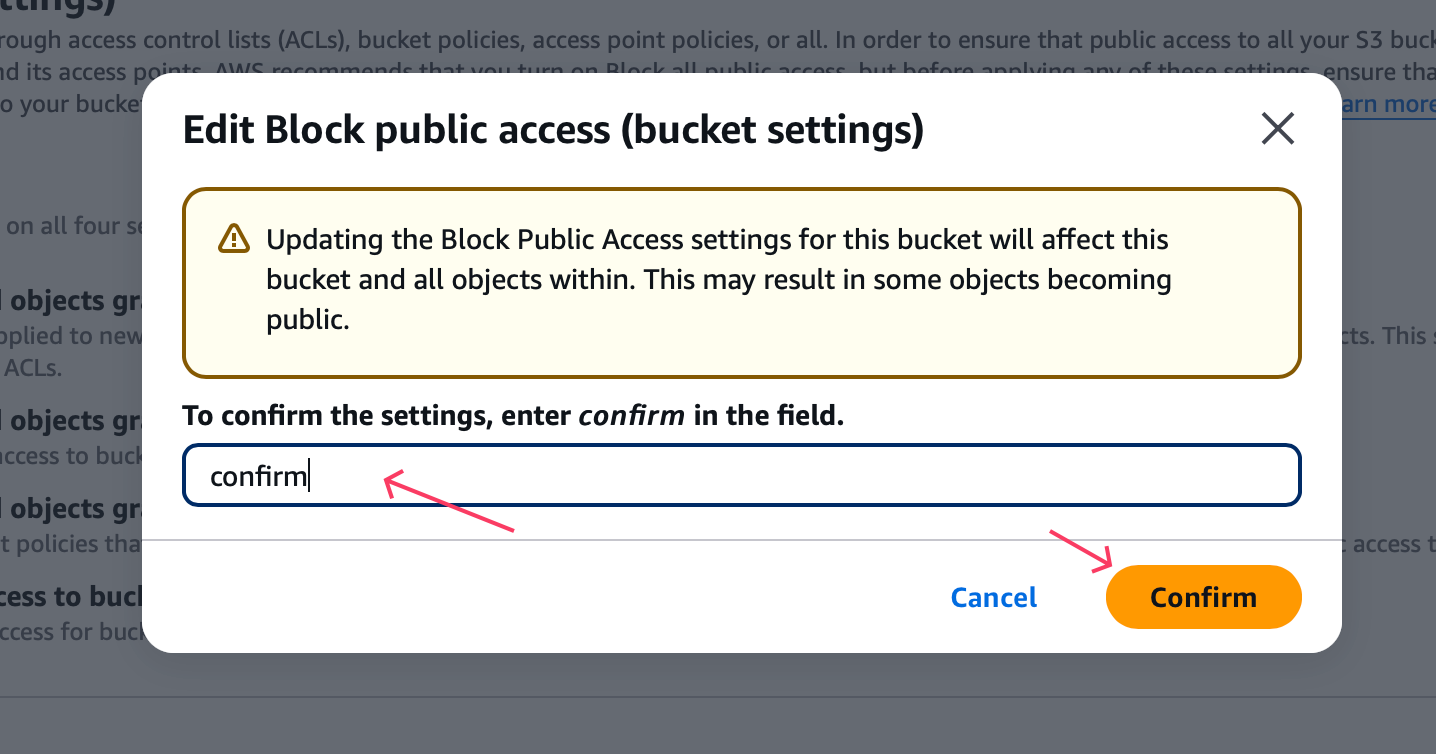 ttings)
rough access control lists (ACLs), bucket policies, access point policies, or all. In order to ensure that public access to all your S3 buck
nd its access points. AWS recommends that you turn on Block all public access, but before applying any of these settings, ensure tha
o your bucke
arn more
Edit Block public access (bucket settings)
Updating the Block Public Access settings for this bucket will affect this
bucket and all objects within. This may result in some objects becoming
public.
on all four se
l objects gr
pplied to new
cts. This s
ACLs.
To confirm the settings, enter confirm in the field.
l objects gr
access to buck
confirm
l objects gr
t policies tha
c access t
cess to buck
ccess for buck
Cancel
Confirm